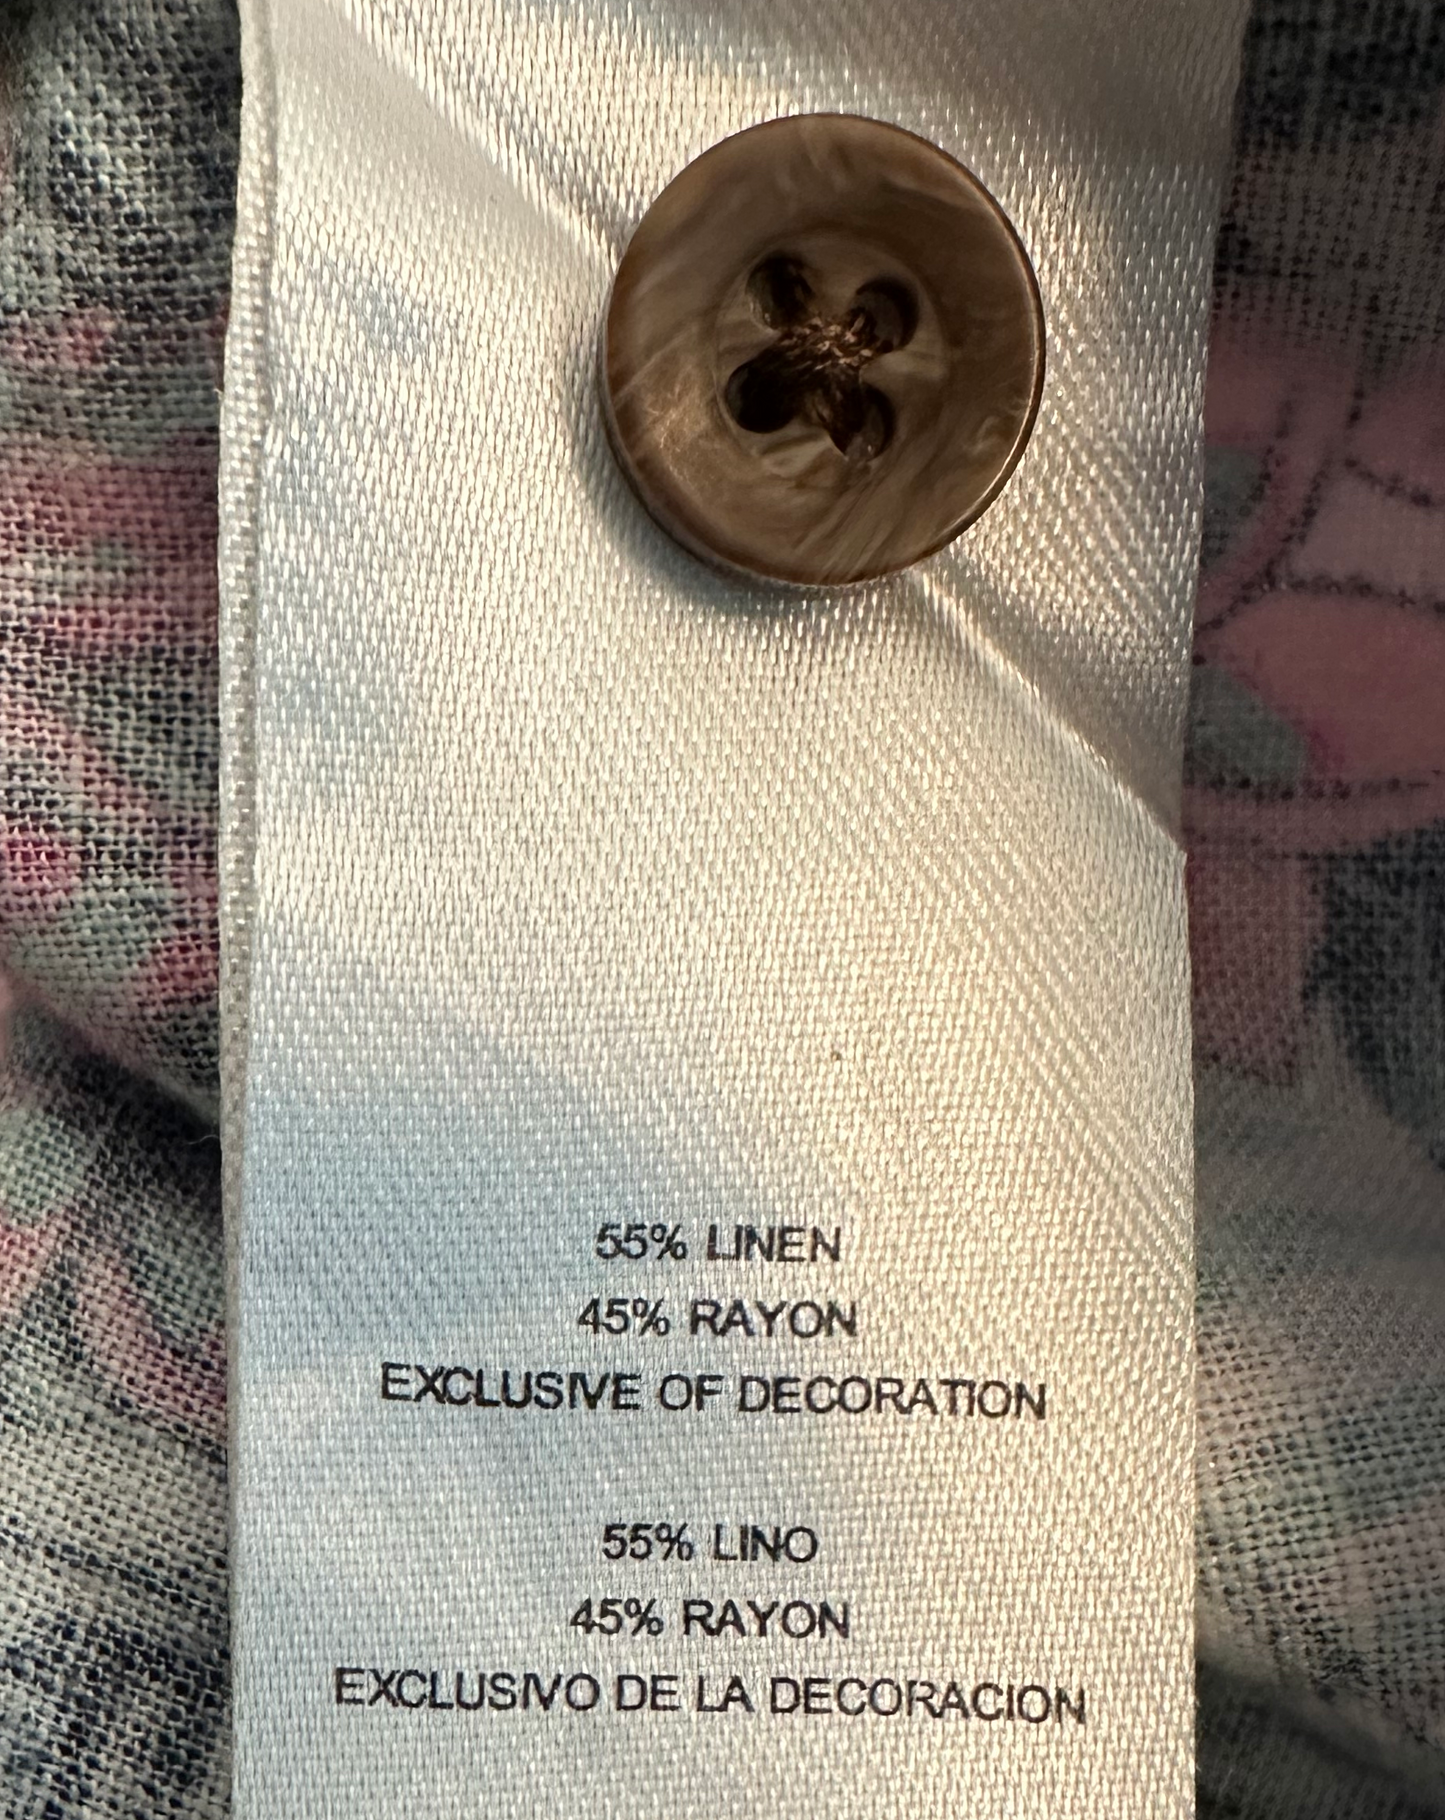 55% LINEN
45% RAYON
EXCLUSIVE OF DECORATION
55% LINO
45% RAYON
EXCLUSIVO DE LA DECORACION